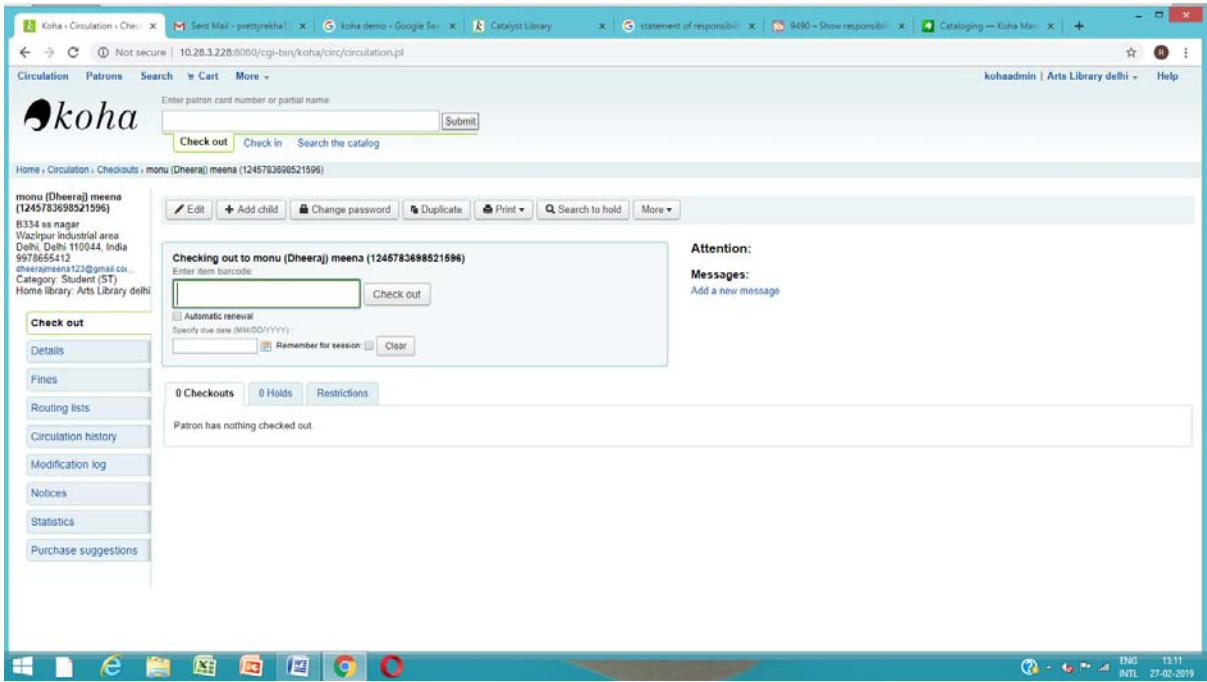 Koha › Circulation › Chec
Sent Mail - prettyrekha1
koha demo - Google Sea
Catalyst Library
statement of responsibili
9490 – Show responsibil
Cataloging — Koha Man
Not secure | 10.28.3.228:8080/cgi-bin/koha/circ/circulation.pl
Circulation Patrons Search Cart More
kohaadmin | Arts Library delhi Help
koha
Enter patron card number or partial name:
Submit
Check out Check in Search the catalog
Home › Circulation › Checkouts › monu (Dheeraj) meena (1245783698521596)
monu (Dheeraj) meena
(1245783698521596)
B334 ss nagar
Wazirpur industrial area
Delhi, Delhi 110044, India
9978655412
dheerajmeena123@gmail.co...
Category: Student (ST)
Home library: Arts Library delhi
Check out
Details
Fines
Routing lists
Circulation history
Modification log
Notices
Statistics
Purchase suggestions
Edit + Add child Change password Duplicate Print Search to hold More
Checking out to monu (Dheeraj) meena (1245783698521596)
Enter item barcode:
Check out
Automatic renewal
Specify due date (MM/DD/YYYY) :
Remember for session: Clear
Attention:
Messages:
Add a new message
0 Checkouts 0 Holds Restrictions
Patron has nothing checked out.
ENG 13:11
INTL 27-02-2019